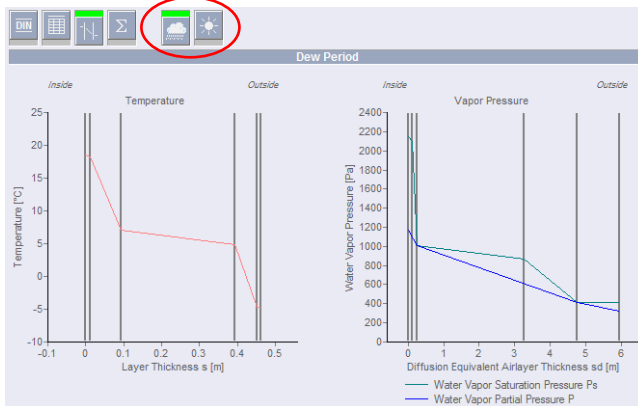 DIN
Σ
Dew Period
Inside
Outside
Inside
Outside
Temperature
Vapor Pressure
Temperature [°C]
25
20
15
10
5
0
-5
-10
-0.1
0
0.1
0.2
0.3
0.4
0.5
Layer Thickness s [m]
Water Vapor Pressure [Pa]
2400
2200
2000
1800
1600
1400
1200
1000
800
600
400
200
0
0
1
2
3
4
5
6
Diffusion Equivalent Airlayer Thickness sd [m]
Water Vapor Saturation Pressure Ps
Water Vapor Partial Pressure P